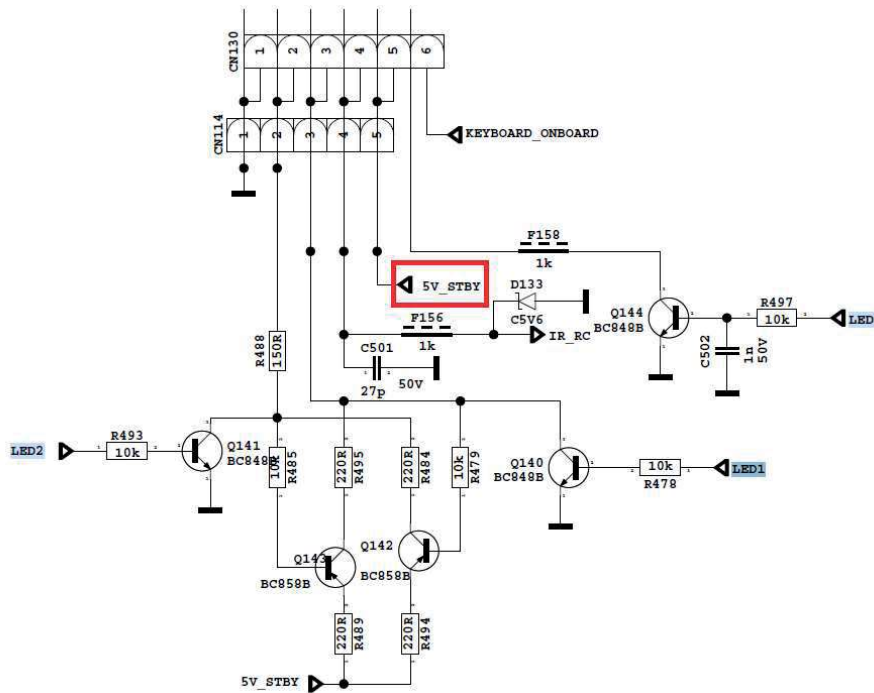 CN130
1 2 3 4 5 6
CN114
1 2 3 4 5
KEYBOARD_ONBOARD
F158
1k
5V_STBY
D133
C5V6
Q144
BC848B
R497
10k
LED
F156
1k
IR_RC
C502
1n
50V
R488
150R
C501
27p
50V
LED2
R493
10k
Q141
BC848B
10k
R485
220R
R495
220R
R484
10k
R479
Q140
BC848B
10k
R478
LED1
Q143
BC858B
Q142
BC858B
220R
R489
220R
R494
5V_STBY